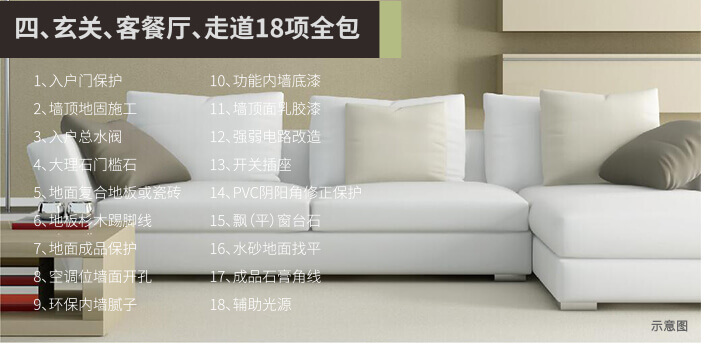 四、玄关、客餐厅、走道18项全包
1、入户门保护
2、墙顶地固施工
3、入户总水阀
4、大理石门槛石
5、地面复合地板或瓷砖
6、地板杉木踢脚线
7、地面成品保护
8、空调位墙面开孔
9、环保内墙腻子
10、功能内墙底漆
11、墙顶面乳胶漆
12、强弱电路改造
13、开关插座
14、PVC阴阳角修正保护
15、飘（平）窗台石
16、水砂地面找平
17、成品石膏角线
18、辅助光源
示意图